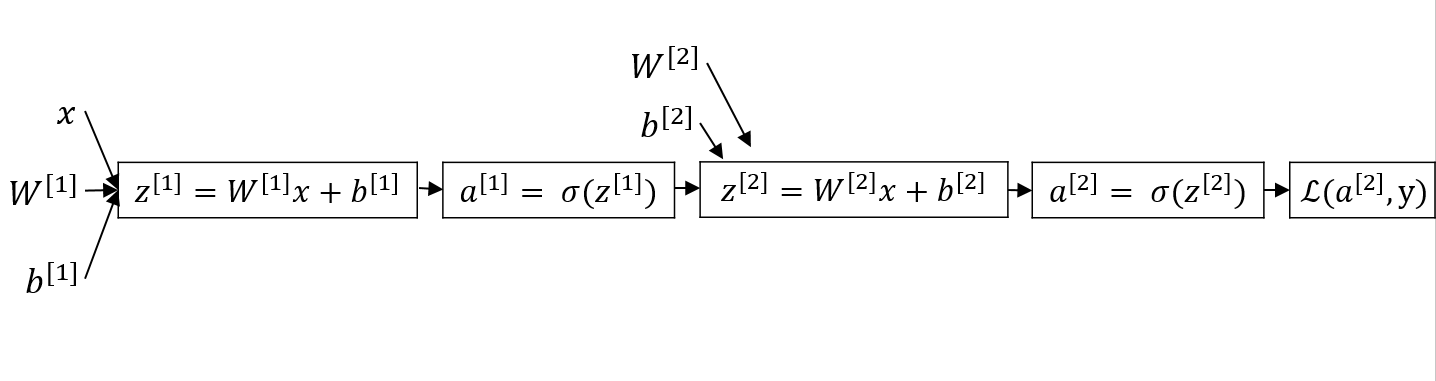 W^{[2]}
x
b^{[2]}
W^{[1]}
z^{[1]} = W^{[1]}x + b^{[1]}
a^{[1]} = σ(z^{[1]})
z^{[2]} = W^{[2]}x + b^{[2]}
a^{[2]} = σ(z^{[2]})
ℒ(a^{[2]}, y)
b^{[1]}